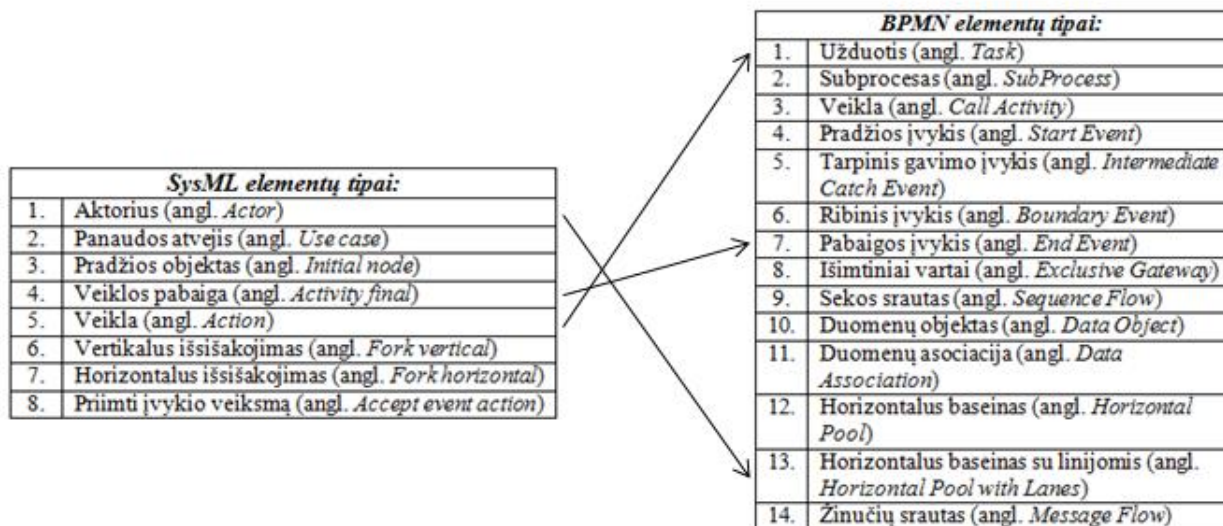 SysML elementų tipai:
1. Aktorius (angl. Actor)
2. Panaudos atvejis (angl. Use case)
3. Pradžios objektas (angl. Initial node)
4. Veiklos pabaiga (angl. Activity final)
5. Veikla (angl. Action)
6. Vertikalus išsišakojimas (angl. Fork vertical)
7. Horizontalus išsišakojimas (angl. Fork horizontal)
8. Priimti įvykio veiksmą (angl. Accept event action)
BPMN elementų tipai:
1. Užduotis (angl. Task)
2. Subprocesas (angl. SubProcess)
3. Veikla (angl. Call Activity)
4. Pradžios įvykis (angl. Start Event)
5. Tarpinis gavimo įvykis (angl. Intermediate
Catch Event)
6. Ribinis įvykis (angl. Boundary Event)
7. Pabaigos įvykis (angl. End Event)
8. Išimtiniai vartai (angl. Exclusive Gateway)
9. Sekos srautas (angl. Sequence Flow)
10. Duomenų objektas (angl. Data Object)
11. Duomenų asociacija (angl. Data
Association)
12. Horizontalus baseinas (angl. Horizontal
Pool)
13. Horizontalus baseinas su linijomis (angl.
Horizontal Pool with Lanes)
14. Žinučių srautas (angl. Message Flow)